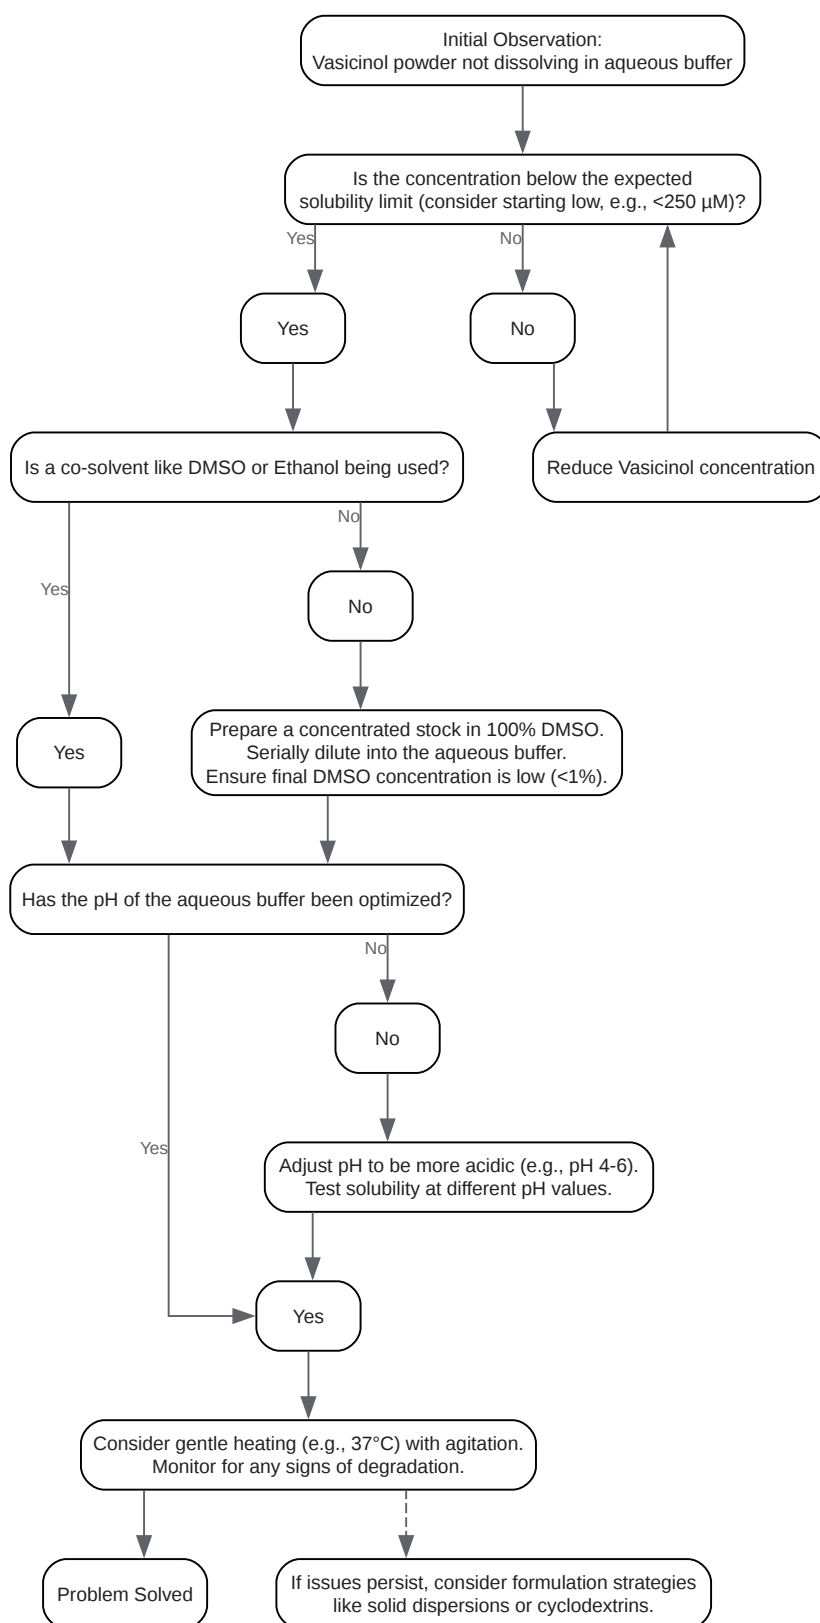 Initial Observation:
Vasicinol powder not dissolving in aqueous buffer
Is the concentration below the expected
solubility limit (consider starting low, e.g., <250 µM)?
Yes
No
Yes
No
Is a co-solvent like DMSO or Ethanol being used?
Reduce Vasicinol concentration
No
Yes
No
Yes
Prepare a concentrated stock in 100% DMSO.
Serially dilute into the aqueous buffer.
Ensure final DMSO concentration is low (<1%).
Has the pH of the aqueous buffer been optimized?
No
No
Yes
Adjust pH to be more acidic (e.g., pH 4-6).
Test solubility at different pH values.
Yes
Consider gentle heating (e.g., 37°C) with agitation.
Monitor for any signs of degradation.
Problem Solved
If issues persist, consider formulation strategies
like solid dispersions or cyclodextrins.